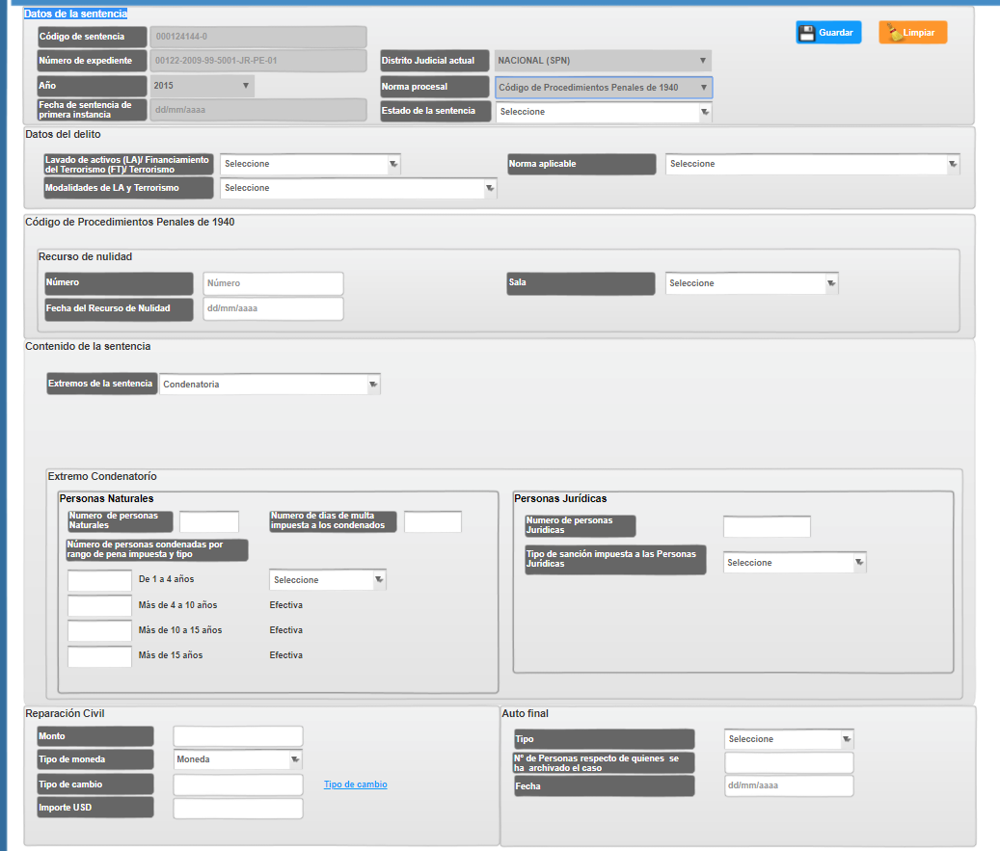 Datos de la sentencia
Código de sentencia
000124144-0
Guardar
Limpiar
Número de expediente
00122-2009-99-5001-JR-PE-01
Distrito Judicial actual
NACIONAL (SPN)
Año
2015
Norma procesal
Código de Procedimientos Penales de 1940
Fecha de sentencia de
primera instancia
dd/mm/aaaa
Estado de la sentencia
Seleccione
Datos del delito
Lavado de activos (LA)/ Financiamiento
del Terrorismo (FT)/ Terrorismo
Seleccione
Norma aplicable
Seleccione
Modalidades de LA y Terrorismo
Seleccione
Código de Procedimientos Penales de 1940
Recurso de nulidad
Número
Número
Sala
Seleccione
Fecha del Recurso de Nulidad
dd/mm/aaaa
Contenido de la sentencia
Extremos de la sentencia
Condenatoria
Extremo Condenatorío
Personas Naturales
Numero de personas
Naturales
Numero de días de multa
impuesta a los condenados
Número de personas condenadas por
rango de pena impuesta y tipo
De 1 a 4 años
Seleccione
Más de 4 a 10 años
Efectiva
Más de 10 a 15 años
Efectiva
Más de 15 años
Efectiva
Personas Jurídicas
Numero de personas
Jurídicas
Tipo de sanción impuesta a las Personas
Jurídicas
Seleccione
Reparación Civil
Monto
Tipo de moneda
Moneda
Tipo de cambio
Tipo de cambio
Importe USD
Auto final
Tipo
Seleccione
N° de Personas respecto de quienes se
ha archivado el caso
Fecha
dd/mm/aaaa